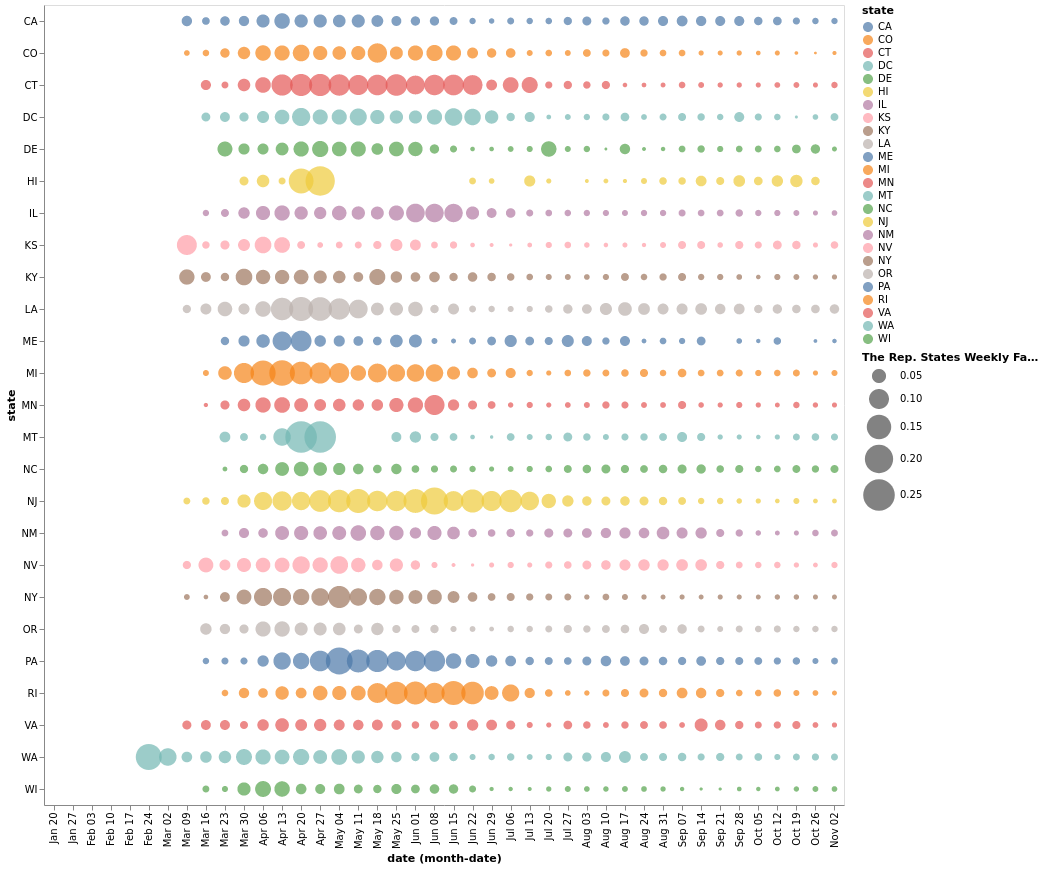 state
CA
CO
CT
DC
DE
HI
IL
KS
KY
LA
ME
MI
MN
MT
NC
NJ
NM
NV
NY
OR
PA
RI
VA
WA
WI
Jan 20
Jan 27
Feb 03
Feb 10
Feb 17
Feb 24
Mar 02
Mar 09
Mar 16
Mar 23
Mar 30
Apr 06
Apr 13
Apr 20
Apr 27
May 04
May 11
May 18
May 25
Jun 01
Jun 08
Jun 15
Jun 22
Jun 29
Jul 06
Jul 13
Jul 20
Jul 27
Aug 03
Aug 10
Aug 17
Aug 24
Aug 31
Sep 07
Sep 14
Sep 21
Sep 28
Oct 05
Oct 12
Oct 19
Oct 26
Nov 02
date (month-date)
state
CA
CO
CT
DC
DE
HI
IL
KS
KY
LA
ME
MI
MN
MT
NC
NJ
NM
NV
NY
OR
PA
RI
VA
WA
WI
The Rep. States Weekly Fa…
0.05
0.10
0.15
0.20
0.25